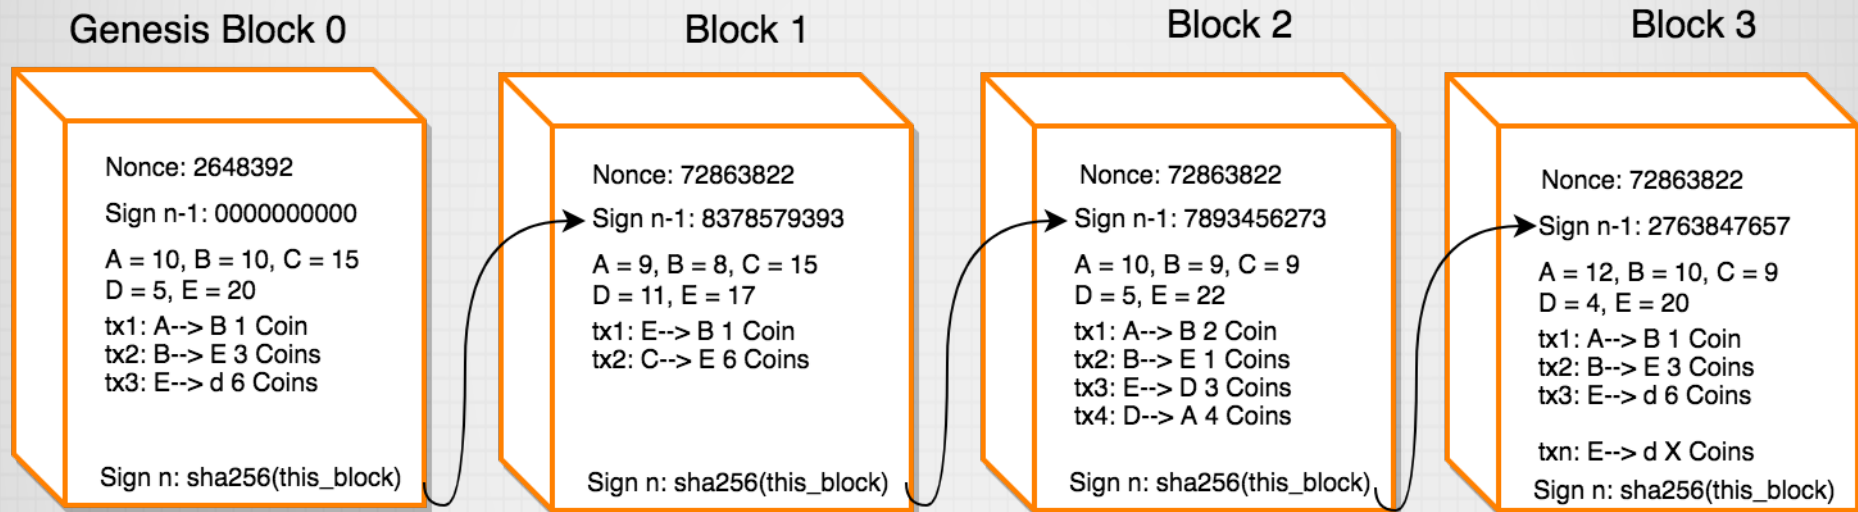 Genesis Block 0
Nonce: 2648392
Sign n-1: 0000000000
A = 10, B = 10, C = 15
D = 5, E = 20
tx1: A--> B 1 Coin
tx2: B--> E 3 Coins
tx3: E--> d 6 Coins
Sign n: sha256(this_block)
Block 1
Nonce: 72863822
Sign n-1: 8378579393
A = 9, B = 8, C = 15
D = 11, E = 17
tx1: E--> B 1 Coin
tx2: C--> E 6 Coins
Sign n: sha256(this_block)
Block 2
Nonce: 72863822
Sign n-1: 7893456273
A = 10, B = 9, C = 9
D = 5, E = 22
tx1: A--> B 2 Coin
tx2: B--> E 1 Coins
tx3: E--> D 3 Coins
tx4: D--> A 4 Coins
Sign n: sha256(this_block)
Block 3
Nonce: 72863822
Sign n-1: 2763847657
A = 12, B = 10, C = 9
D = 4, E = 20
tx1: A--> B 1 Coin
tx2: B--> E 3 Coins
tx3: E--> d 6 Coins
txn: E--> d X Coins
Sign n: sha256(this_block)